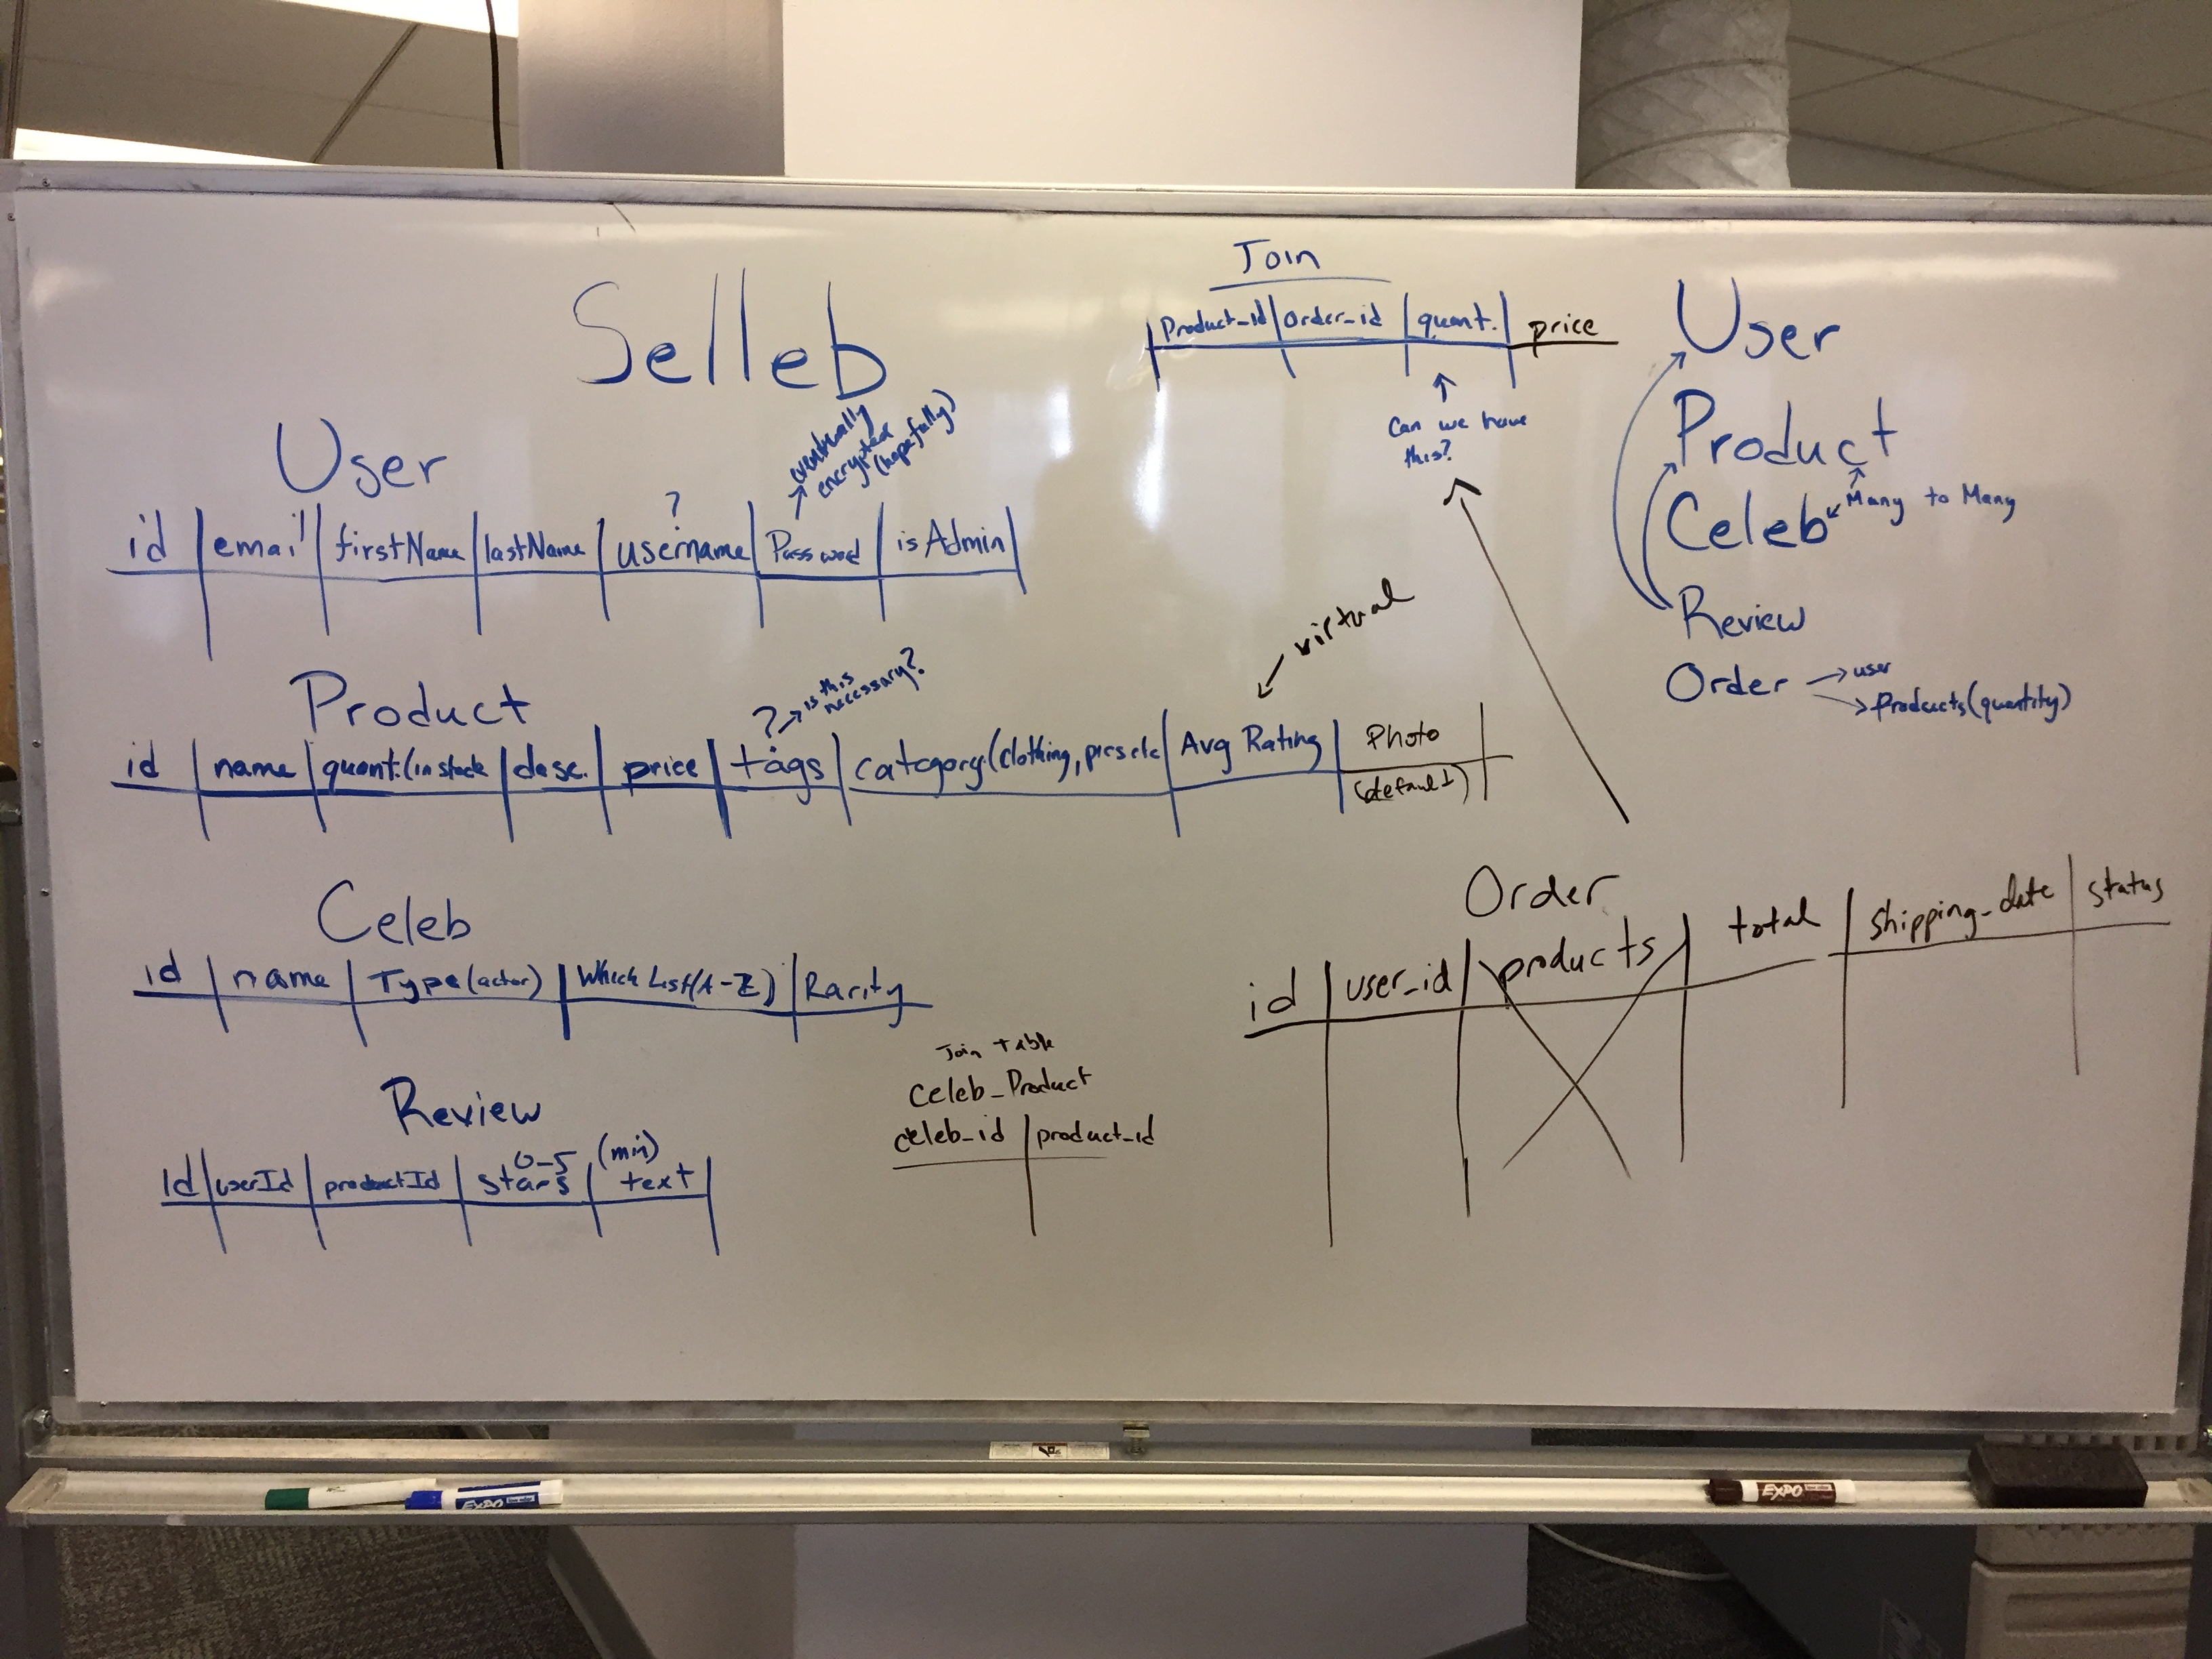 Selleb
User
?
→ eventually
encrypted
(hopefully)
id | email | firstName | lastName | username | Password | isAdmin
Product
? → is this
necessary?
virtual
id | name | quant.(in stock | desc. | price | tags | category.(clothing, pics etc | Avg Rating | Photo
(default)
Celeb
id | name | Type (actor) | Which List(A-Z) | Rarity
Review
0-5
(min)
id | userId | productId | stars | text
Join Table
Celeb_Product
celeb_id | product_id
Join
Product_id | Order_id | quant. | price
Can we have
this?
User
Product
Many to Many
Celeb
Review
Order → user
→ Products(quantity)
Order
id | user_id | products | total | shipping_date | status
EXPO
EXPO